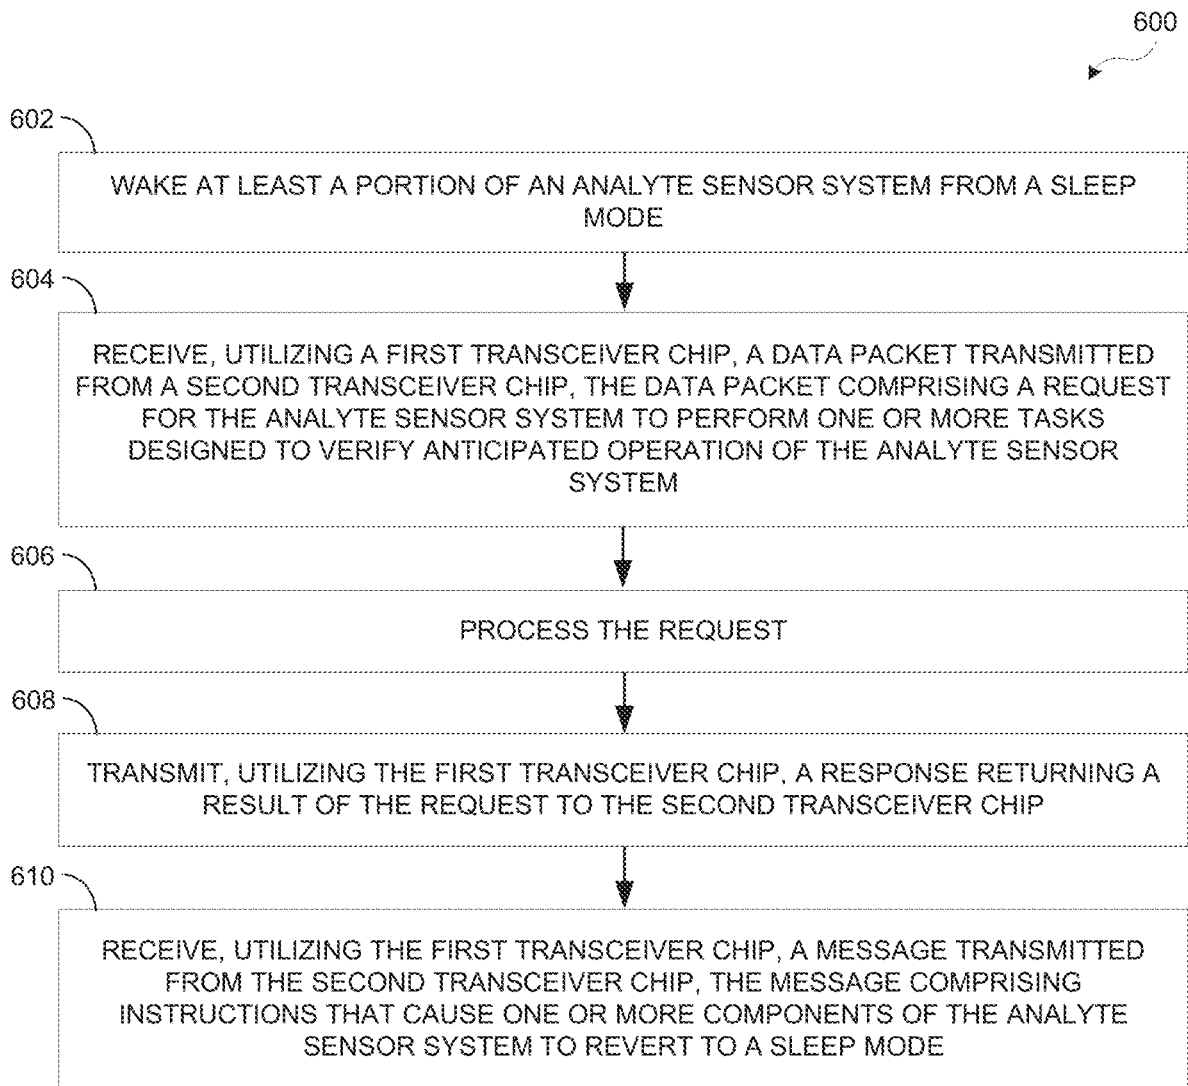 600
602
WAKE AT LEAST A PORTION OF AN ANALYTE SENSOR SYSTEM FROM A SLEEP
MODE
604
RECEIVE, UTILIZING A FIRST TRANSCEIVER CHIP, A DATA PACKET TRANSMITTED
FROM A SECOND TRANSCEIVER CHIP, THE DATA PACKET COMPRISING A REQUEST
FOR THE ANALYTE SENSOR SYSTEM TO PERFORM ONE OR MORE TASKS
DESIGNED TO VERIFY ANTICIPATED OPERATION OF THE ANALYTE SENSOR
SYSTEM
606
PROCESS THE REQUEST
608
TRANSMIT, UTILIZING THE FIRST TRANSCEIVER CHIP, A RESPONSE RETURNING A
RESULT OF THE REQUEST TO THE SECOND TRANSCEIVER CHIP
610
RECEIVE, UTILIZING THE FIRST TRANSCEIVER CHIP, A MESSAGE TRANSMITTED
FROM THE SECOND TRANSCEIVER CHIP, THE MESSAGE COMPRISING
INSTRUCTIONS THAT CAUSE ONE OR MORE COMPONENTS OF THE ANALYTE
SENSOR SYSTEM TO REVERT TO A SLEEP MODE